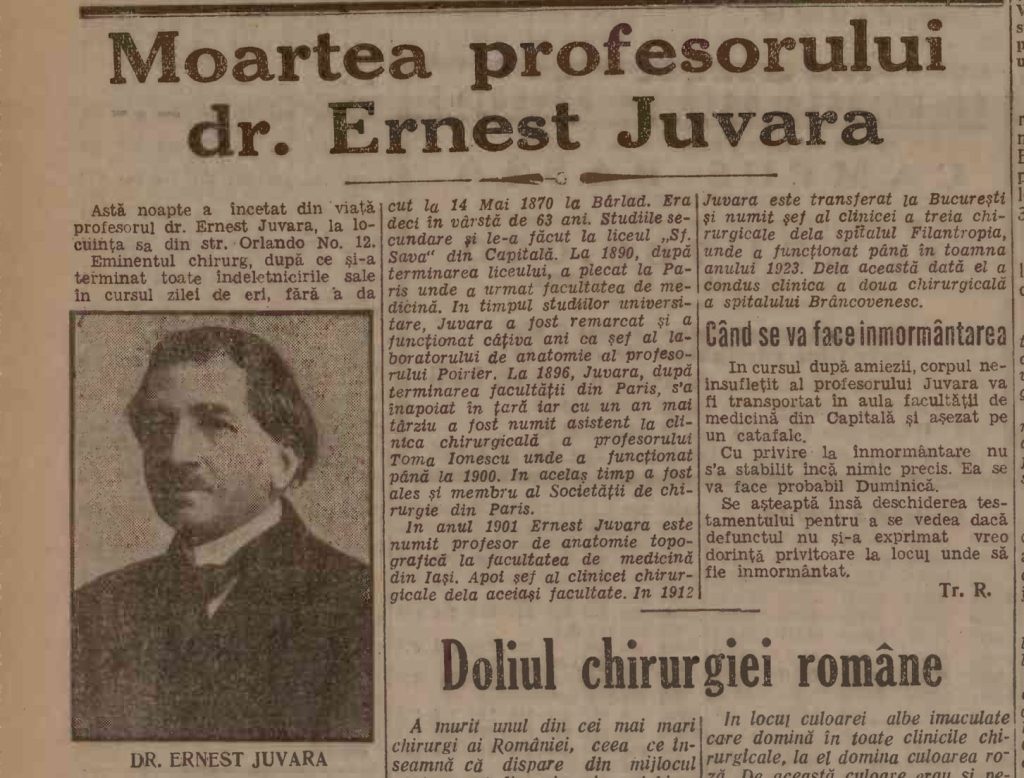 Moartea profesorului
dr. Ernest Juvara
Astă noapte a încetat din viață
profesorul dr. Ernest Juvara, la lo-
cuința sa din str. Orlando No. 12.
Eminentul chirurg, după ce și-a
terminat toate îndeletnicirile sale
în cursul zilei de eri, fără a da
DR. ERNEST JUVARA
cut la 14 Mai 1870 la Bârlad. Era
deci în vârstă de 63 ani. Studiile se-
cundare și le-a făcut la liceul „Sf.
Sava" din Capitală. La 1890, după
terminarea liceului, a plecat la Pa-
ris unde a urmat facultatea de me-
dicină. In timpul studiilor universi-
tare, Juvara a fost remarcat și a
funcționat câțiva ani ca șef al la-
boratorului de anatomie al profeso-
rului Poirier. La 1896, Juvara, după
terminarea facultății din Paris, s'a
înapoiat în țară iar cu un an mai
târziu a fost numit asistent la cli-
nica chirurgicală a profesorului
Toma Ionescu unde a funcționat
până la 1900. In acelaș timp a fost
ales și membru al Societății de chi-
rurgie din Paris.
In anul 1901 Ernest Juvara este
numit profesor de anatomie topo-
grafică la facultatea de medicină
din Iași. Apoi șef al clinicei chirur-
gicale dela aceiași facultate. In 1912
Juvara este transferat la București
și numit șef al clinicei a treia chi-
rurgicale dela spitalul Filantropia,
unde a funcționat până în toamna
anului 1923. Dela această dată el a
condus clinica a doua chirurgicală
a spitalului Brâncovenesc.
Când se va face inmormântarea
In cursul după amiezii, corpul ne-
însuflețit al profesorului Juvara va
fi transportat în aula facultății de
medicină din Capitală și așezat pe
un catafalc.
Cu privire la înmormântare nu
s'a stabilit încă nimic precis. Ea se
va face probabil Duminică.
Se așteaptă însă deschiderea tes-
tamentului pentru a se vedea dacă
defunctul nu și-a exprimat vreo
dorință privitoare la locul unde să
fie inmormântat.
Tr. R.
Doliul chirurgiei române
A murit unul din cei mai mari
chirurgi ai României, ceea ce în-
seamnă că dispare din mijlocul
In locul culoarei albe imaculate
care domină în toate clinicile chi-
rurgicale, la el domina culoarea ro-